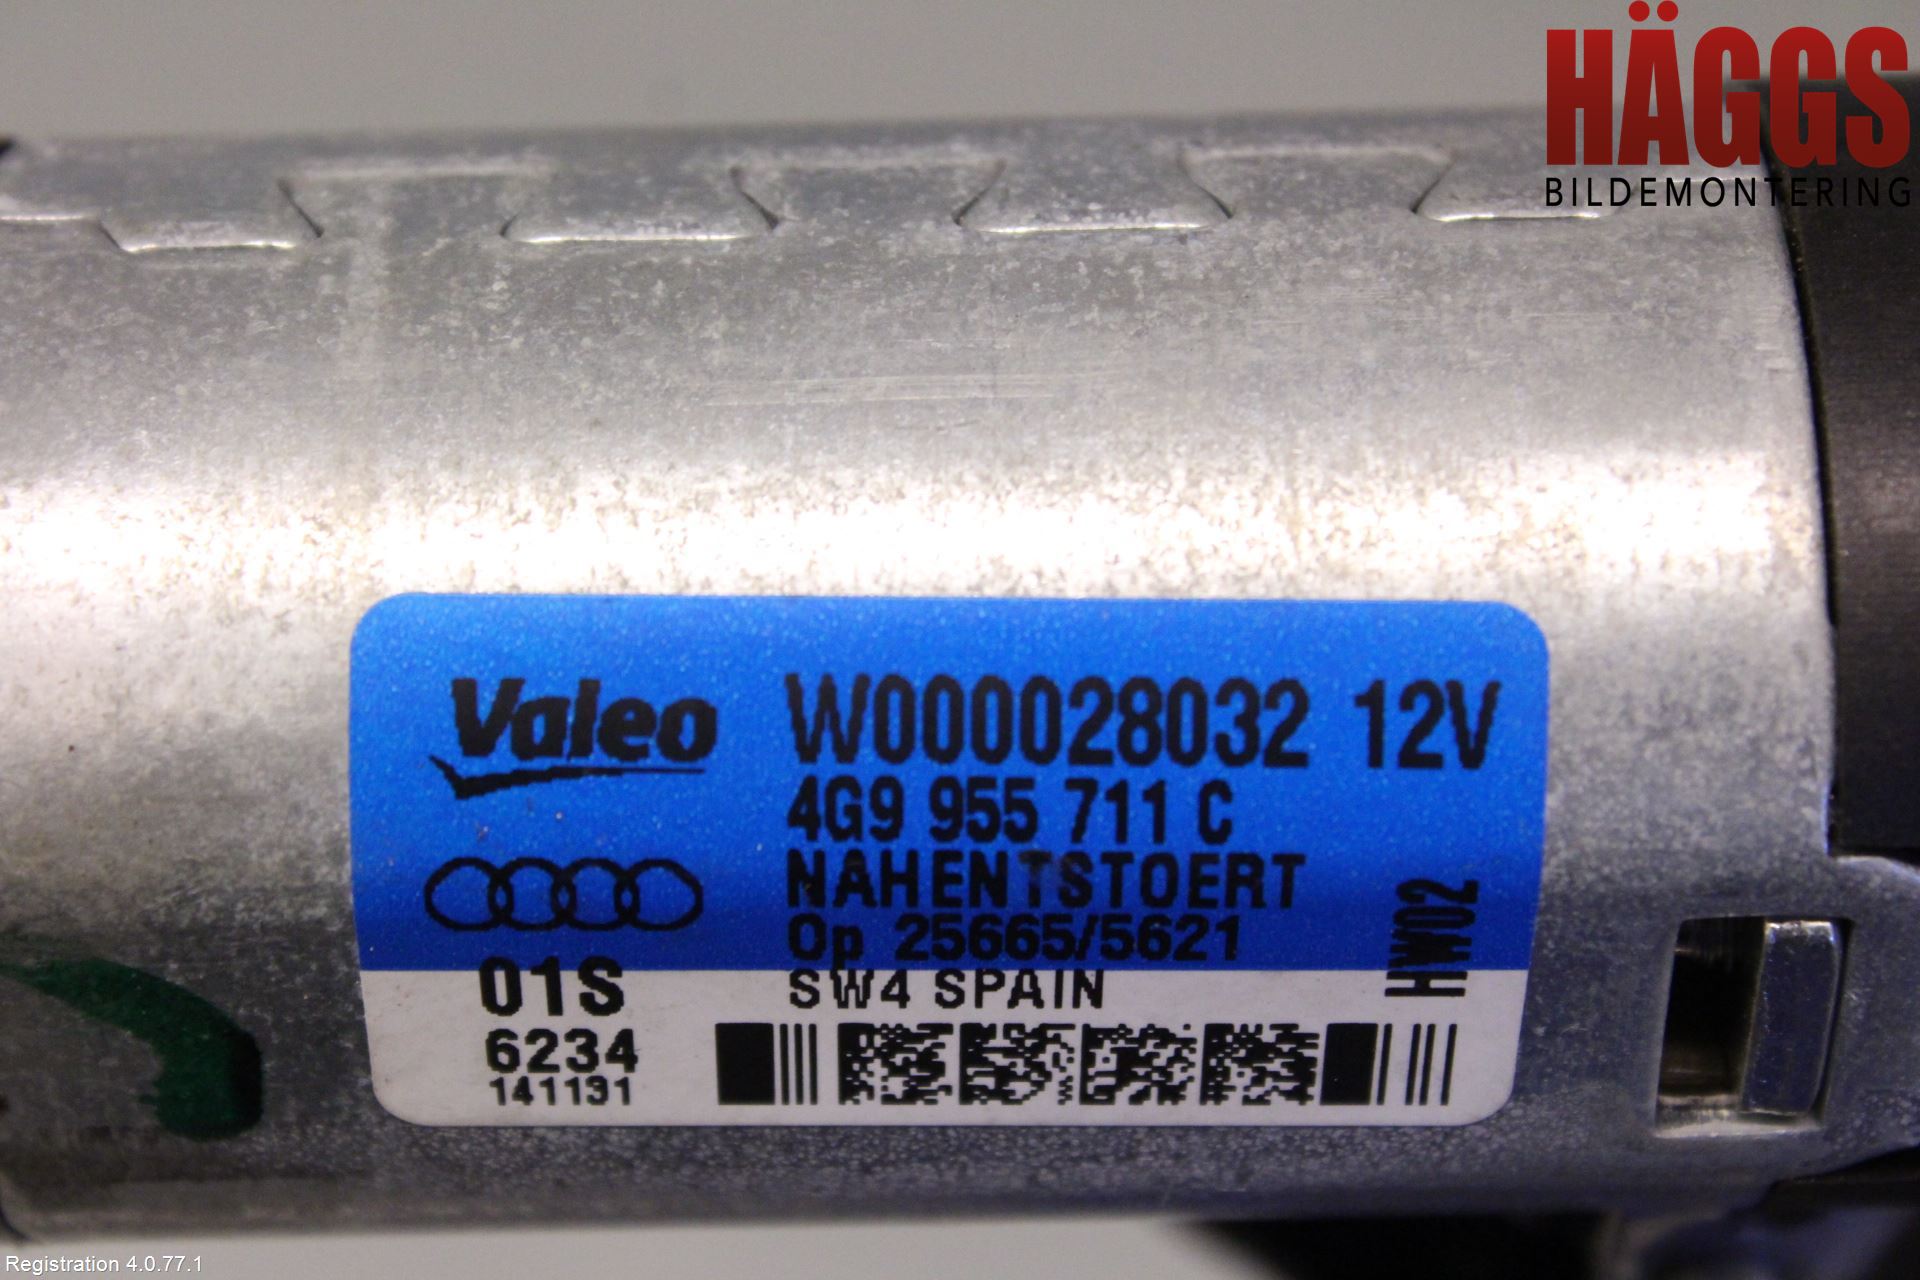 HÄGGS
BILDEMONTERING
Valeo W000028032 12V
4G9 955 711 C
NAHENTSTOERT
Op 25665/5621
HW02
01S SW4 SPAIN
6234
141131
Registration 4.0.77.1